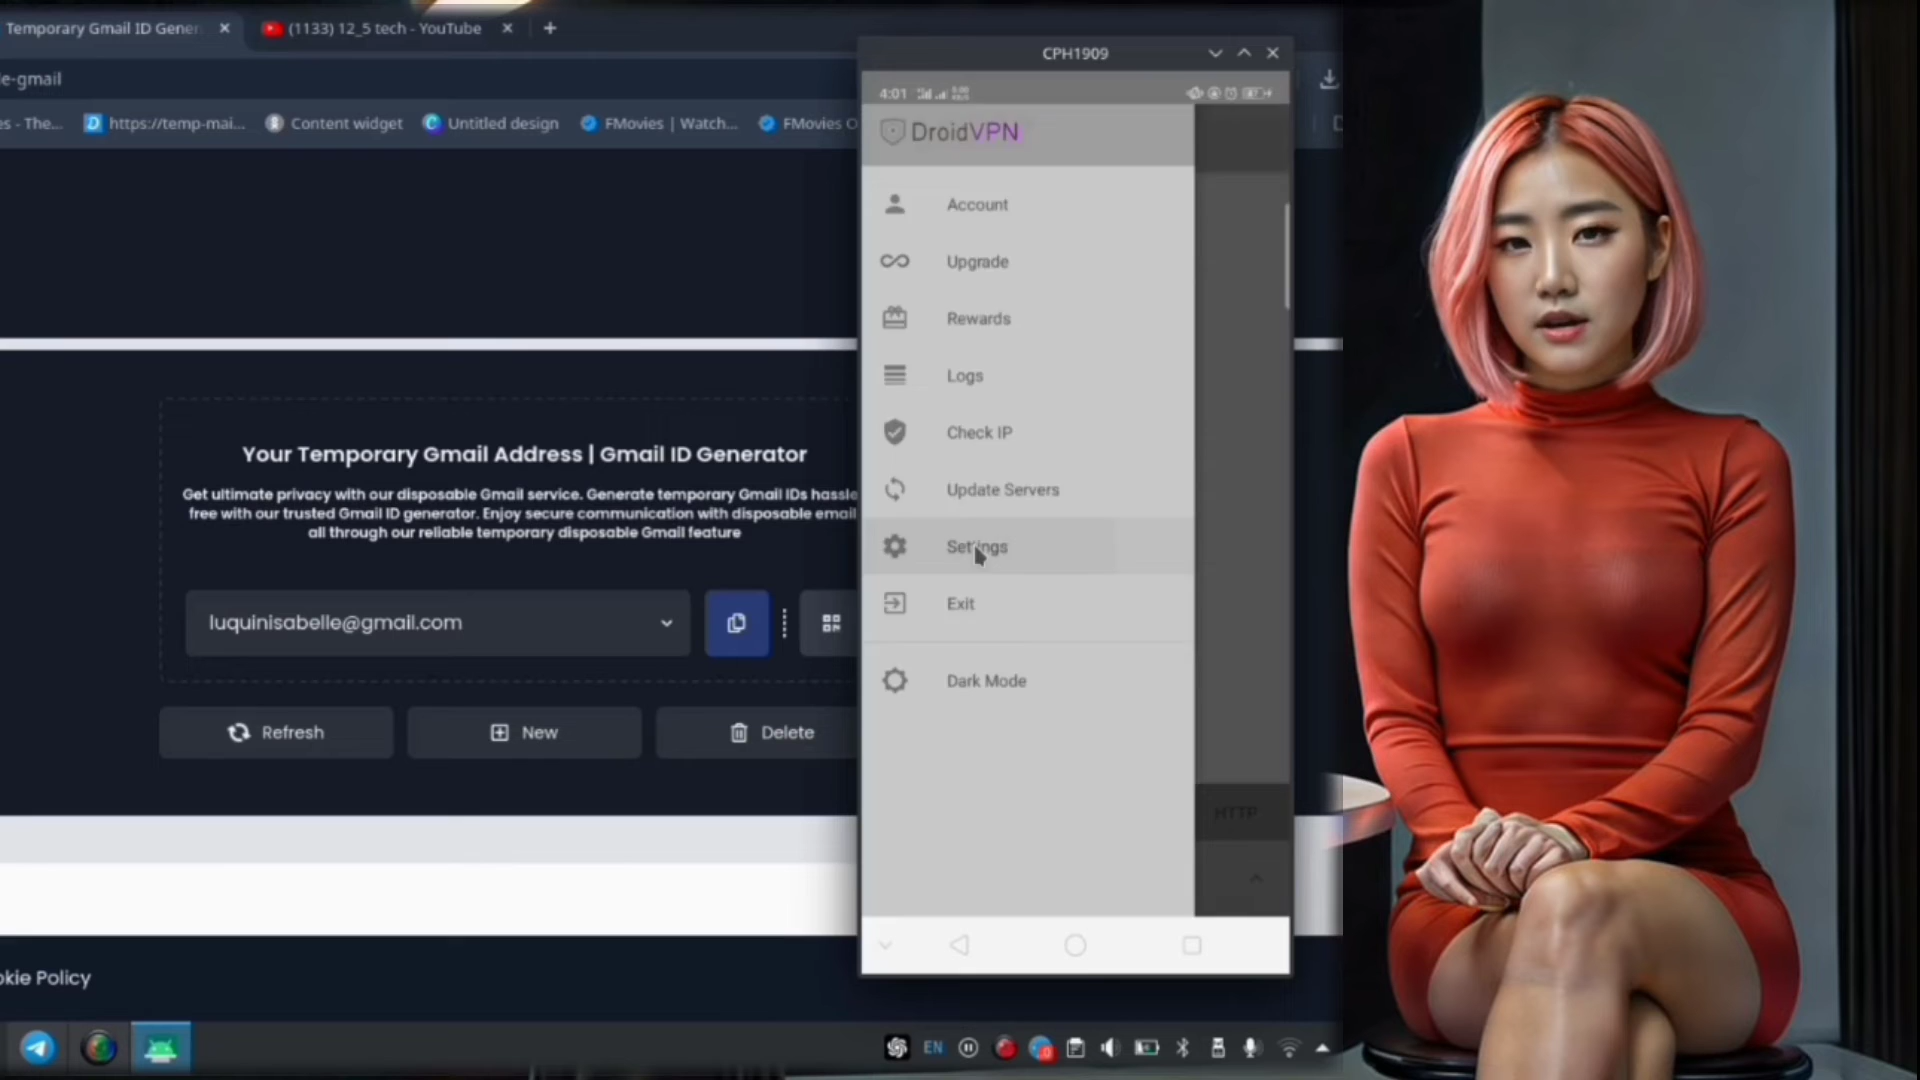 Temporary Gmail ID Gener
(1133) 12_5 tech - YouTube
CPH1909
e-gmail
es - The...
https://temp-mai...
Content widget
Untitled design
FMovies | Watch...
FMovies O
4:01
DroidVPN
Account
Upgrade
Rewards
Logs
Check IP
Update Servers
Settings
Exit
Dark Mode
HTTP
Your Temporary Gmail Address | Gmail ID Generator
Get ultimate privacy with our disposable Gmail service. Generate temporary Gmail IDs hassle
free with our trusted Gmail ID generator. Enjoy secure communication with disposable email
all through our reliable temporary disposable Gmail feature
luquinisabelle@gmail.com
Refresh
New
Delete
okie Policy
EN